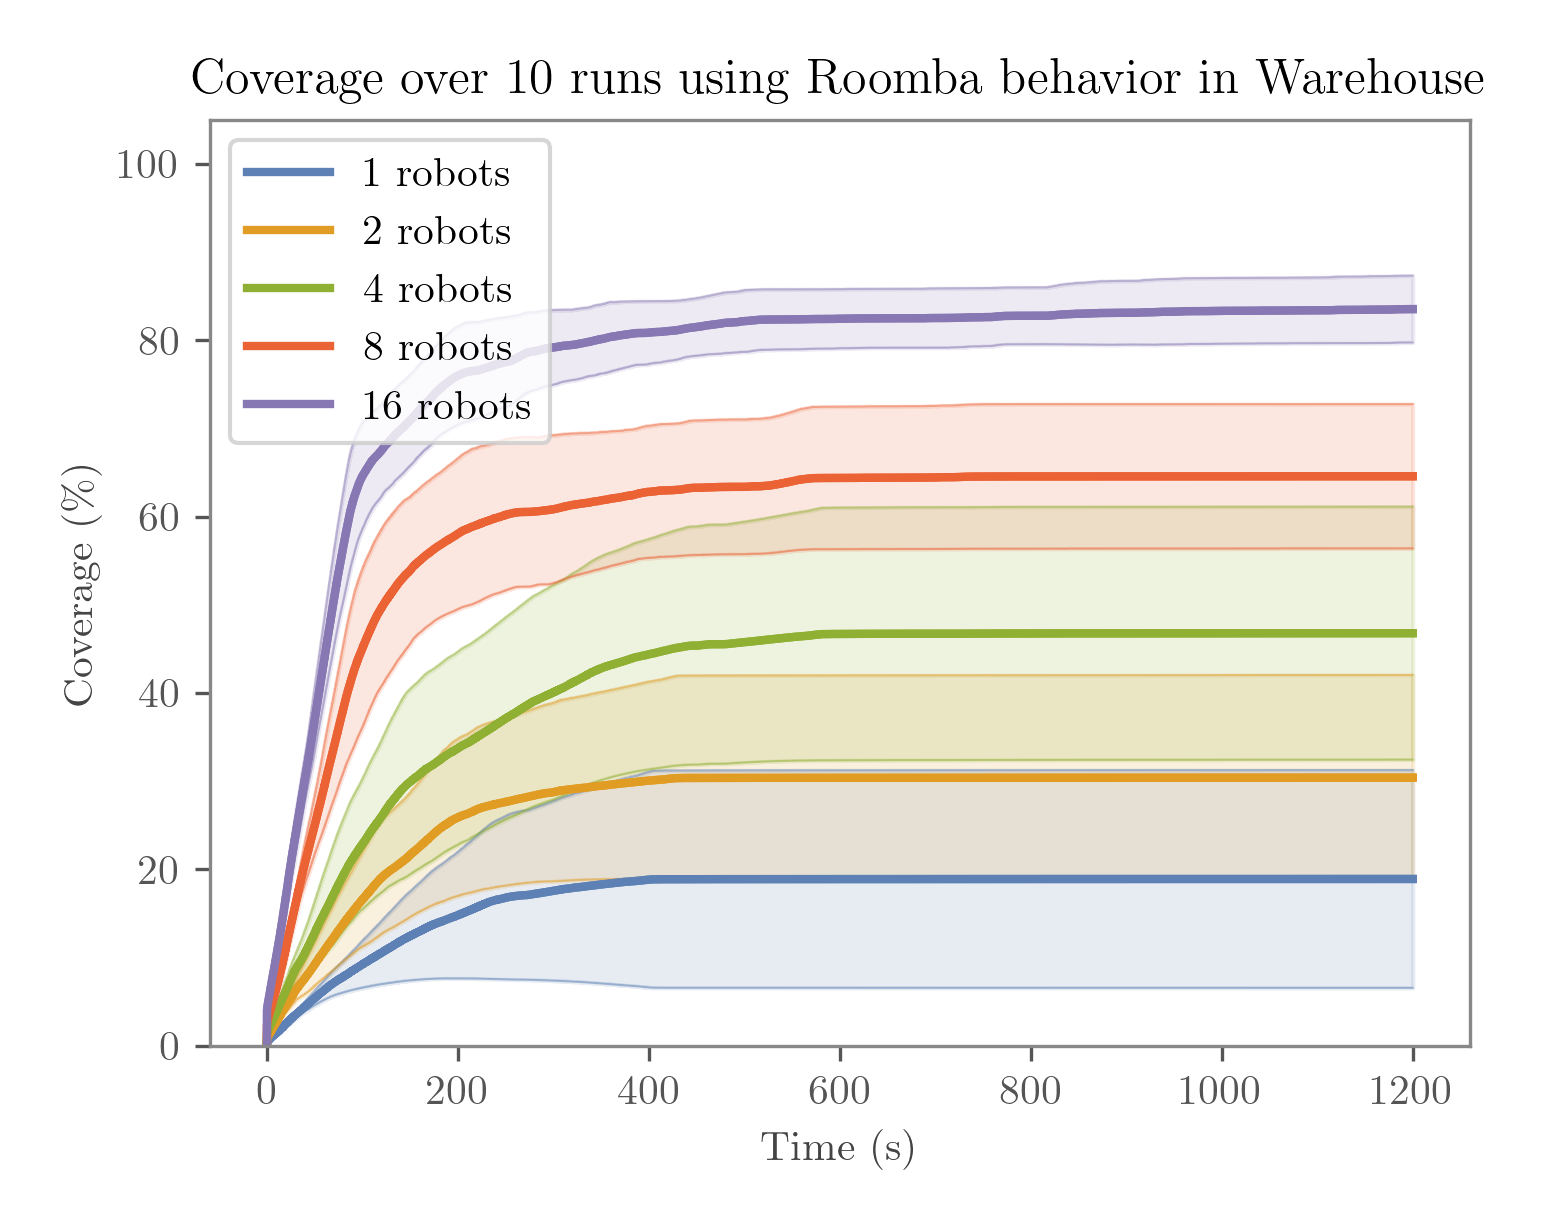 Coverage over 10 runs using Roomba behavior in Warehouse
1 robots
2 robots
4 robots
8 robots
16 robots
Coverage (%)
100
80
60
40
20
0
0 200 400 600 800 1000 1200
Time (s)